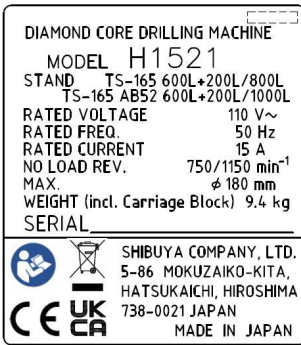 DIAMOND CORE DRILLING MACHINE
MODEL H1521
STAND TS-165 600L+200L/800L
TS-165 AB52 600L+200L/1000L
RATED VOLTAGE 110 V~
RATED FREQ. 50 Hz
RATED CURRENT 15 A
NO LOAD REV. 750/1150 min⁻¹
MAX. ø 180 mm
WEIGHT (incl. Carriage Block) 9.4 kg
SERIAL
SHIBUYA COMPANY, LTD.
5-86 MOKUZAIKO-KITA,
HATSUKAICHI, HIROSHIMA
738-0021 JAPAN
MADE IN JAPAN
CE UK CA